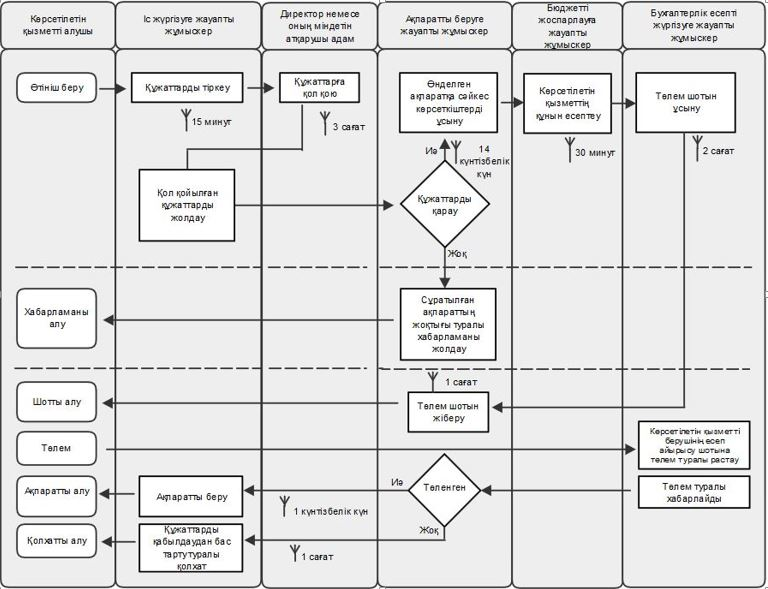 Көрсетілетін
қызметті алушы
Іс жүргізуге жауапты
жұмыскер
Директор немесе
оның міндетін
атқарушы адам
Ақпаратты беруге
жауапты жұмыскер
Бюджетті
жоспарлауға
жауапты
жұмыскер
Бухгалтерлік есепті
жүргізуге жауапты
жұмыскер
Өтініш беру
Құжаттарды тіркеу
15 минут
Құжаттарға
қол қою
3 сағат
Өңделген
ақпаратқа сәйкес
көрсеткіштерді
ұсыну
Көрсетілетін
қызметтің
құнын есептеу
30 минут
Төлем шотын
ұсыну
2 сағат
Иә
14
күнтізбелік
күн
Қол қойылған
құжаттарды
жолдау
Құжаттарды
қарау
Жоқ
Хабарламаны
алу
Сұратылған
ақпараттың
жоқтығы туралы
хабарламаны
жолдау
1 сағат
Шотты алу
Төлем шотын
жіберу
Төлем
Көрсетілетін қызметті
берушінің есеп
айырысу шотына
төлем туралы растау
Ақпаратты алу
Ақпаратты беру
Иә
Төленген
Төлем туралы
хабарлайды
1 күнтізбелік күн
Жоқ
Қолхатты алу
Құжаттарды
қабылдаудан бас
тартутуралы
қолхат
1 сағат